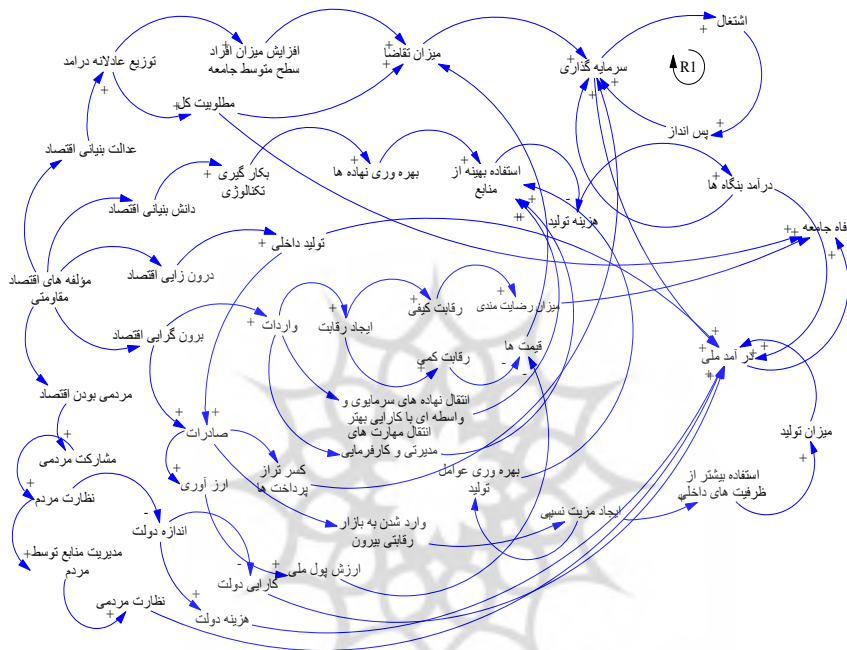 اشتغال
افزایش میزان افراد
سطح متوسط جامعه
میزان تقاضا
توزیع عادلانه درامد
سرمایه گذاری
R1
مطلوبیت کل
پس انداز
عدالت بنیانی اقتصاد
بکار گیری
تکنالوژی
بهره وری نهاده ها
استفاده بهینه از
منابع
درآمد بنگاه ها
دانش بنیانی اقتصاد
هزینه تولید
فاه جامعه
تولید داخلی
درون زایی اقتصاد
مؤلفه های اقتصاد
مقاومتی
برون گرایی اقتصاد
واردات
ایجاد رقابت
رقابت کیفی
میزان رضایت مندی
قیمت ها
رقابت کمی
در آمد ملی
مردمی بودن اقتصاد
انتقال نهاده های سرمایوی و
واسطه ای با کارایی بهتر
انتقال مهارت های
مدیرتی و کارفرمایی
صادرات
میزان تولید
مشارکت مردمی
ارز آوری
کسر تراز
پرداخت ها
بهره وری عوامل
تولید
استفاده بیشتر از
ظرفیت های داخلی
نظارت مردم
اندازه دولت
وارد شدن به بازار
رقابتی بیرون
ایجاد مزیت نسبی
مدیریت منابع توسط
مردم
کارایی دولت
ارزش پول ملی
نظارت مردمی
هزینه دولت